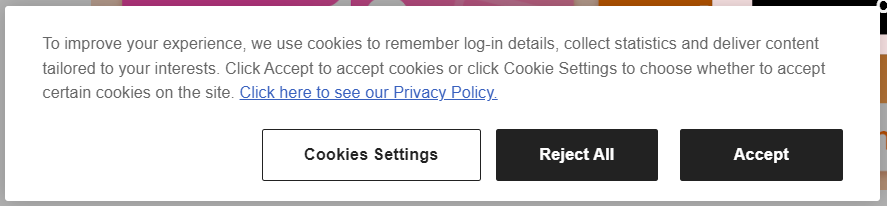 To improve your experience, we use cookies to remember log-in details, collect statistics and deliver content
tailored to your interests. Click Accept to accept cookies or click Cookie Settings to choose whether to accept
certain cookies on the site. Click here to see our Privacy Policy.
Cookies Settings
Reject All
Accept